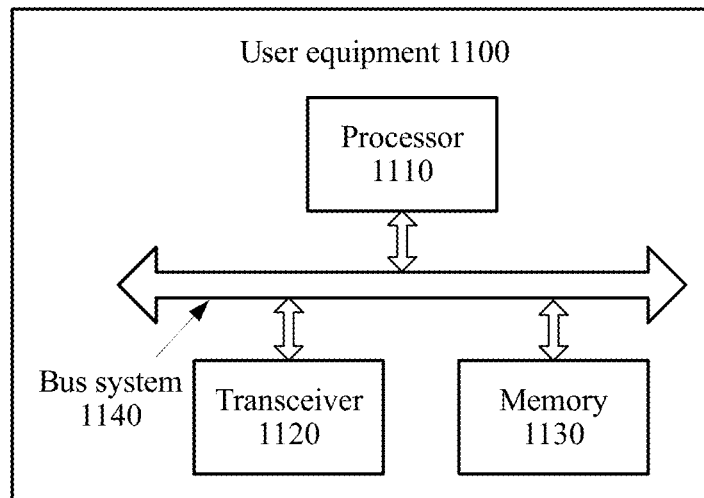 User equipment 1100
Processor
1110
Bus system
1140
Transceiver
1120
Memory
1130